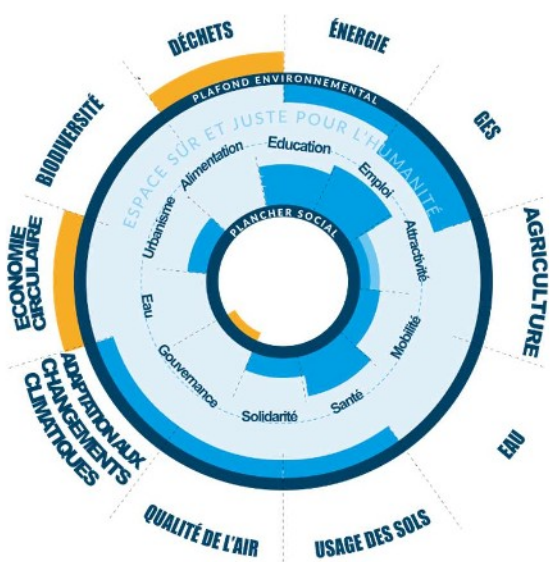 DÉCHETS
ÉNERGIE
GES
AGRICULTURE
EAU
USAGE DES SOLS
QUALITÉ DE L'AIR
ADAPTATION AUX
CHANGEMENTS
CLIMATIQUES
ECONOMIE
CIRCULAIRE
BIODIVERSITÉ
PLAFOND ENVIRONNEMENTAL
ESPACE SÛR ET JUSTE POUR L'HUMANITÉ
Education
Emploi
Attractivité
Mobilité
Santé
Solidarité
Gouvernance
Eau
Urbanisme
Alimentation
PLANCHER SOCIAL